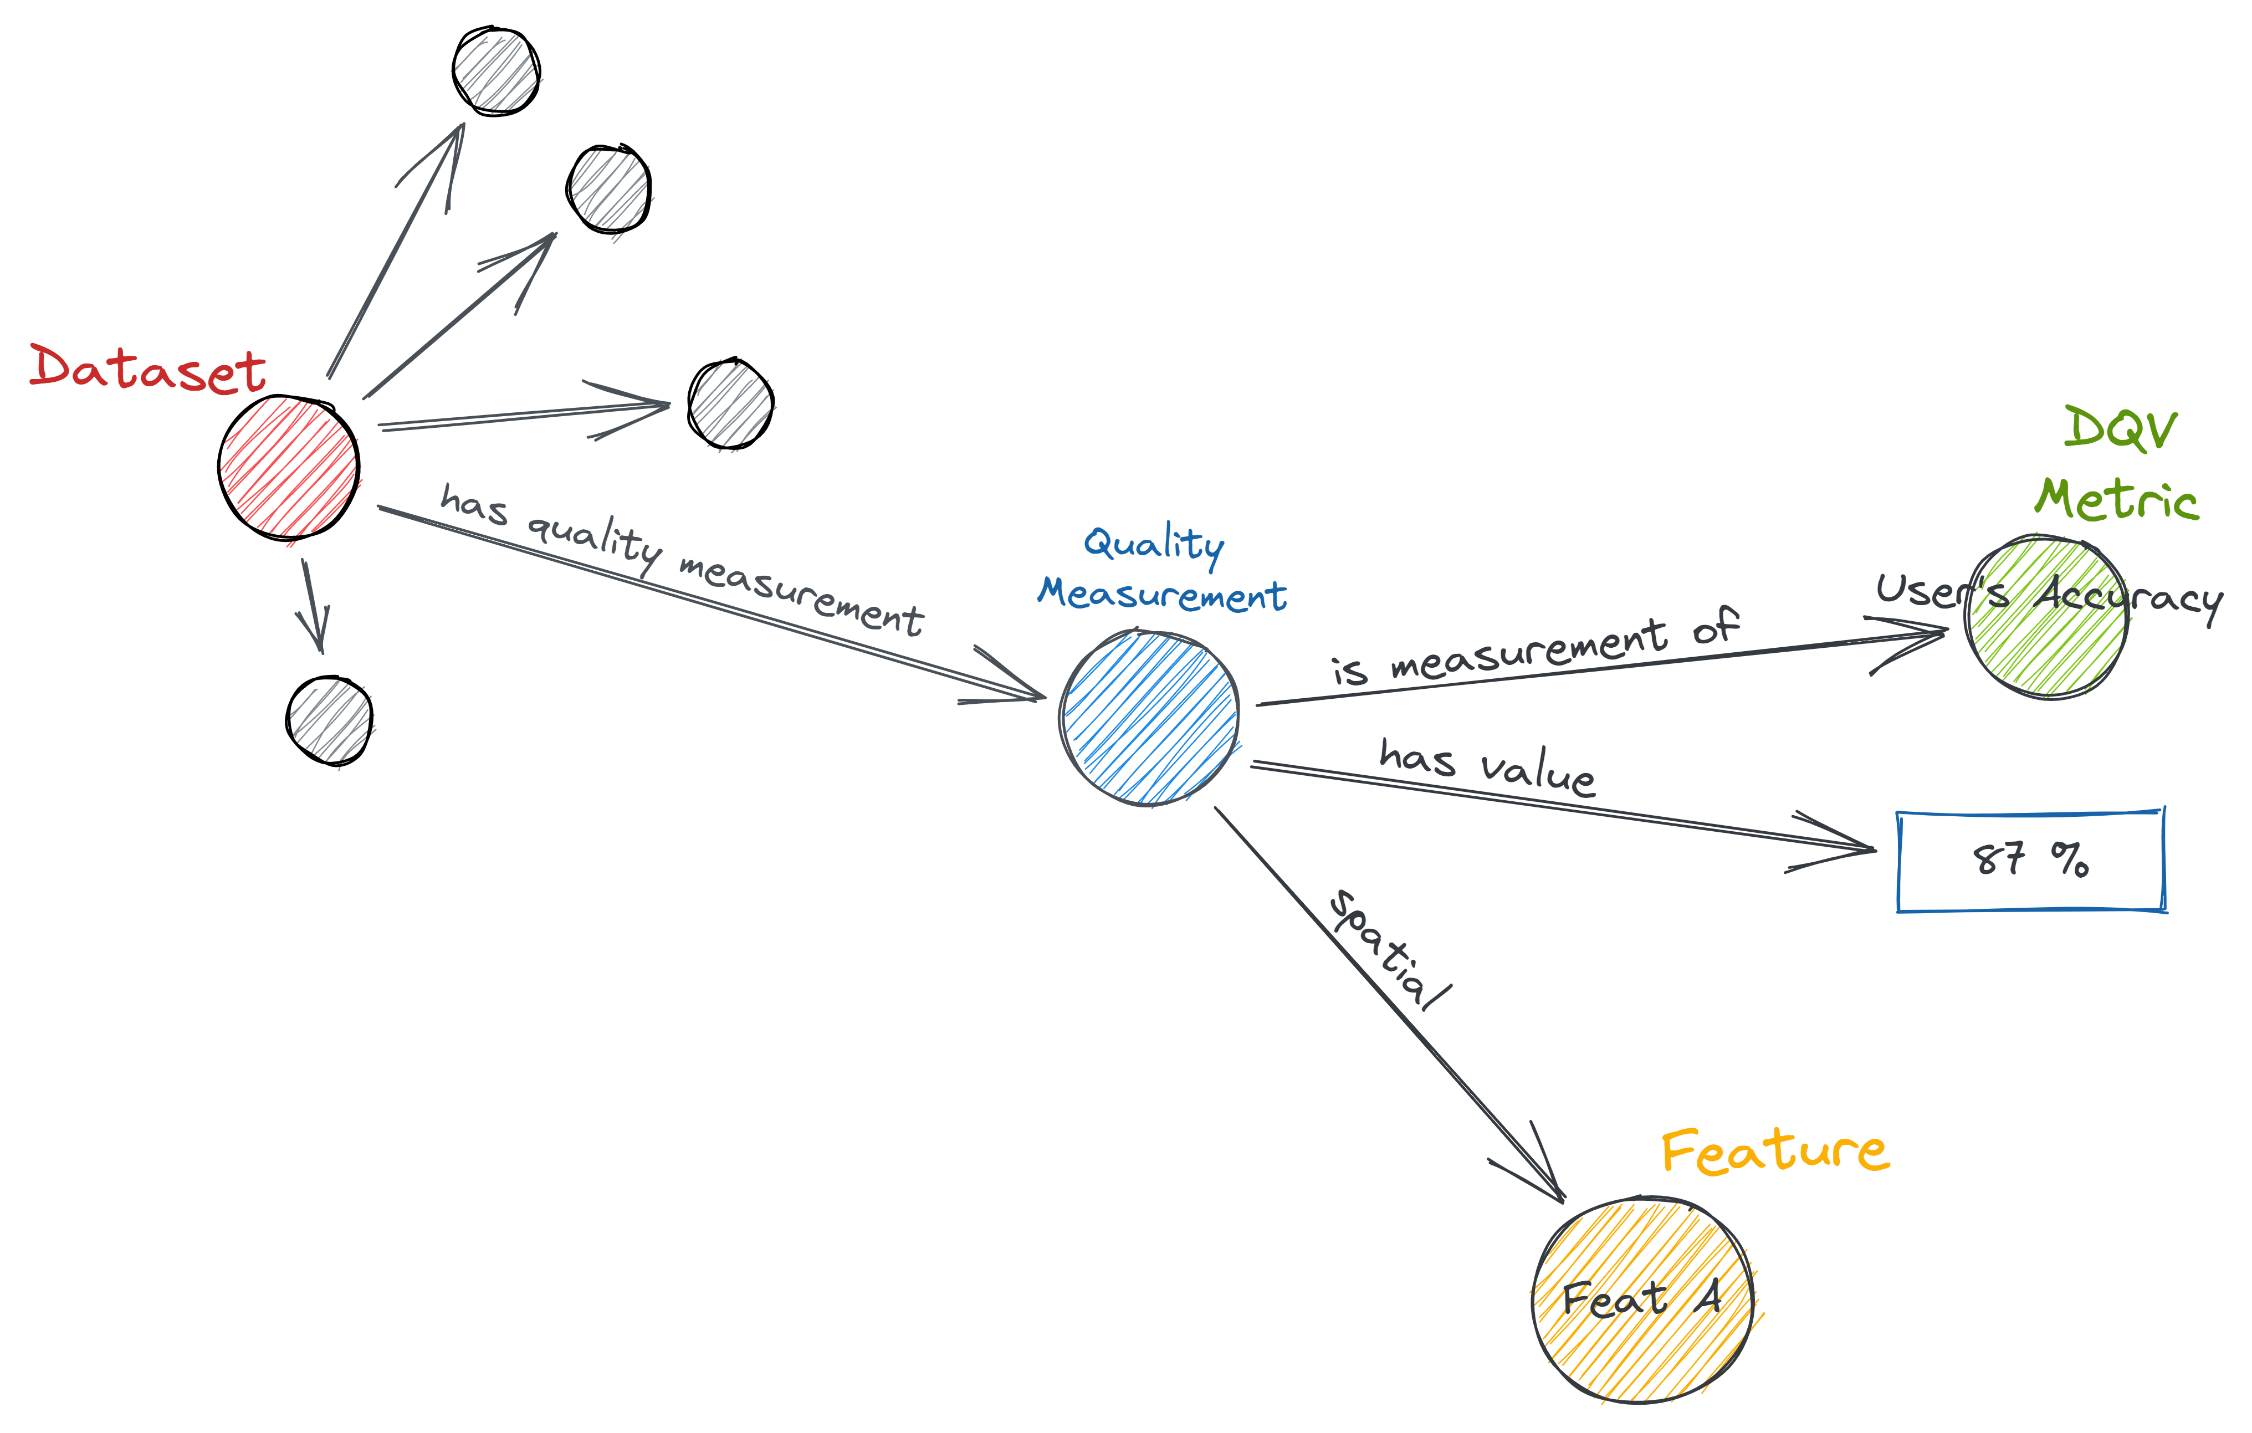 Dataset
has quality measurement
Quality
Measurement
DQV
Metric
User's Accuracy
is measurement of
has value
87 %
spatial
Feature
Feat A